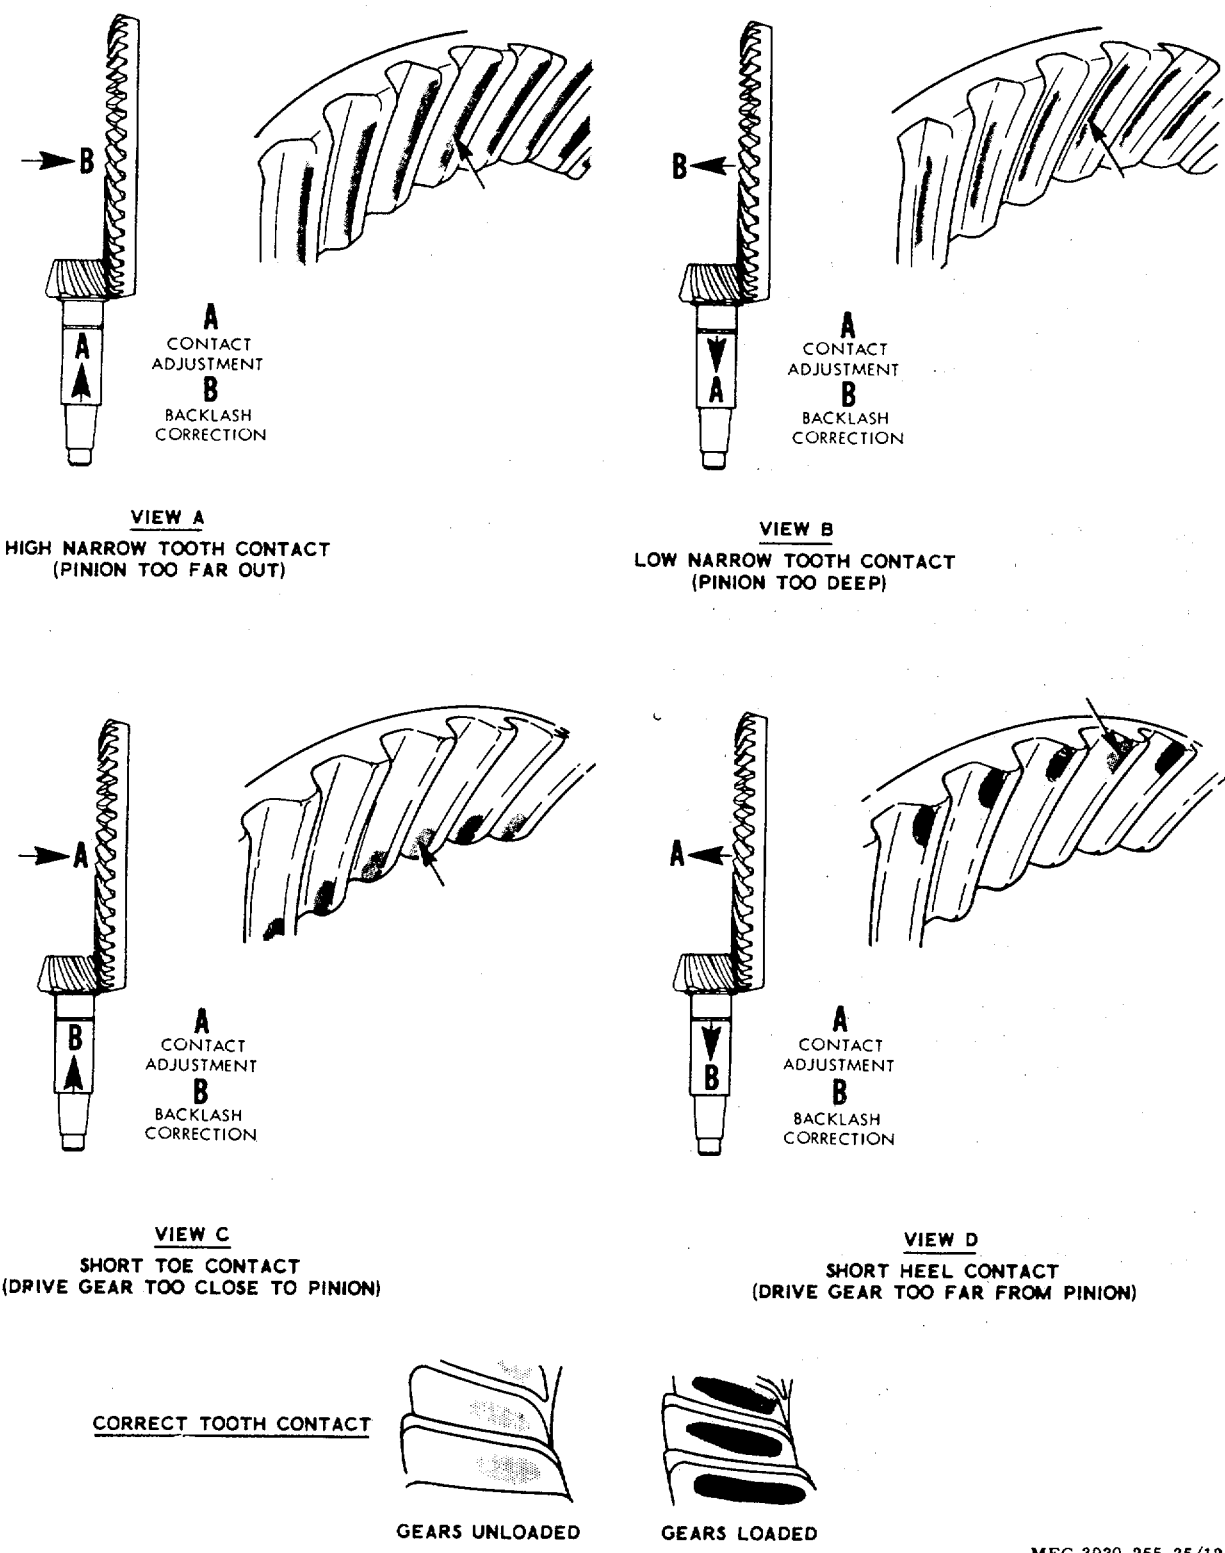 B
A
A
CONTACT
ADJUSTMENT
B
BACKLASH
CORRECTION
VIEW A
HIGH NARROW TOOTH CONTACT
(PINION TOO FAR OUT)
B
A
A
CONTACT
ADJUSTMENT
B
BACKLASH
CORRECTION
VIEW B
LOW NARROW TOOTH CONTACT
(PINION TOO DEEP)
A
B
A
CONTACT
ADJUSTMENT
B
BACKLASH
CORRECTION
VIEW C
SHORT TOE CONTACT
(DRIVE GEAR TOO CLOSE TO PINION)
A
B
A
CONTACT
ADJUSTMENT
B
BACKLASH
CORRECTION
VIEW D
SHORT HEEL CONTACT
(DRIVE GEAR TOO FAR FROM PINION)
CORRECT TOOTH CONTACT
GEARS UNLOADED
GEARS LOADED